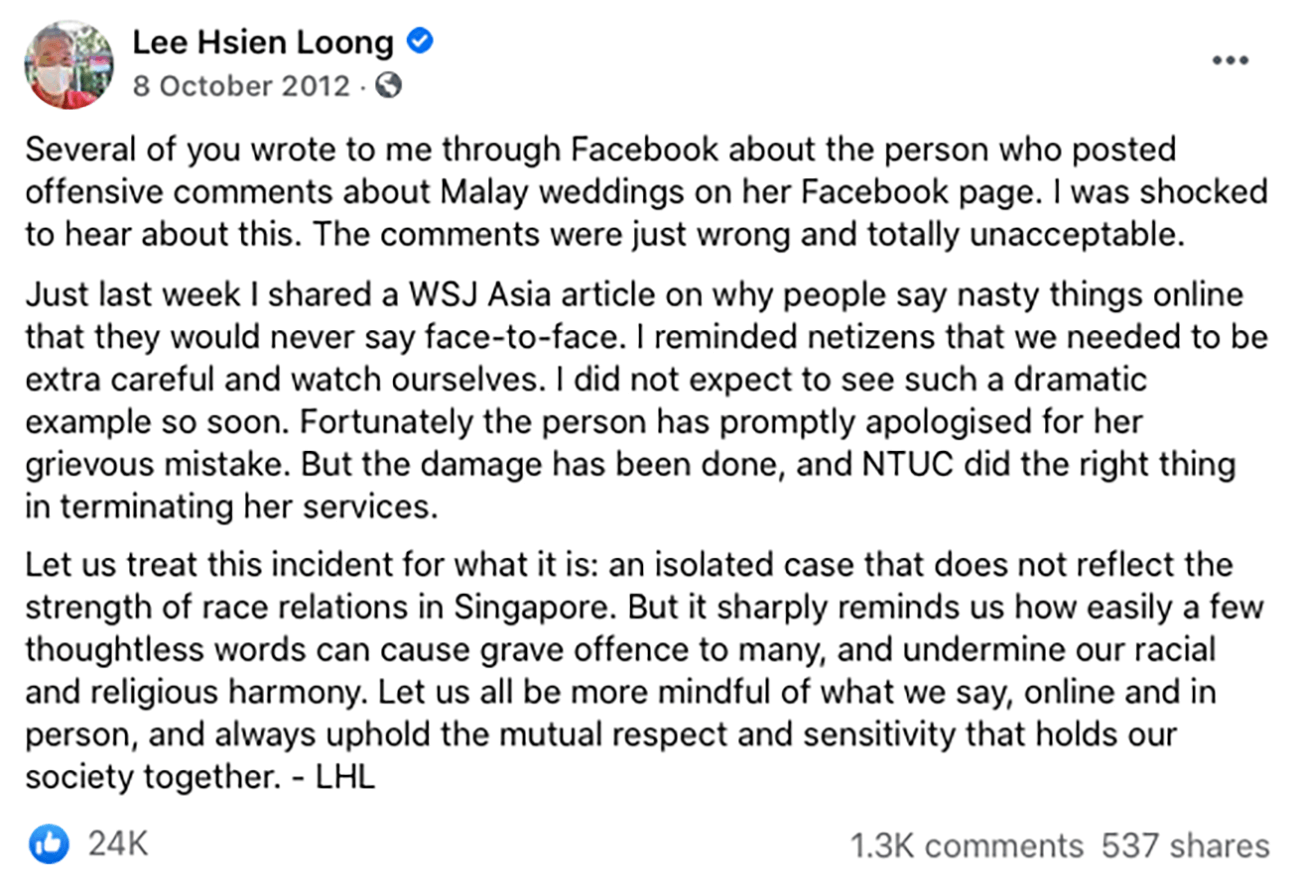 Lee Hsien Loong
8 October 2012 ·
Several of you wrote to me through Facebook about the person who posted
offensive comments about Malay weddings on her Facebook page. I was shocked
to hear about this. The comments were just wrong and totally unacceptable.
Just last week I shared a WSJ Asia article on why people say nasty things online
that they would never say face-to-face. I reminded netizens that we needed to be
extra careful and watch ourselves. I did not expect to see such a dramatic
example so soon. Fortunately the person has promptly apologised for her
grievous mistake. But the damage has been done, and NTUC did the right thing
in terminating her services.
Let us treat this incident for what it is: an isolated case that does not reflect the
strength of race relations in Singapore. But it sharply reminds us how easily a few
thoughtless words can cause grave offence to many, and undermine our racial
and religious harmony. Let us all be more mindful of what we say, online and in
person, and always uphold the mutual respect and sensitivity that holds our
society together. - LHL
24K 1.3K comments 537 shares